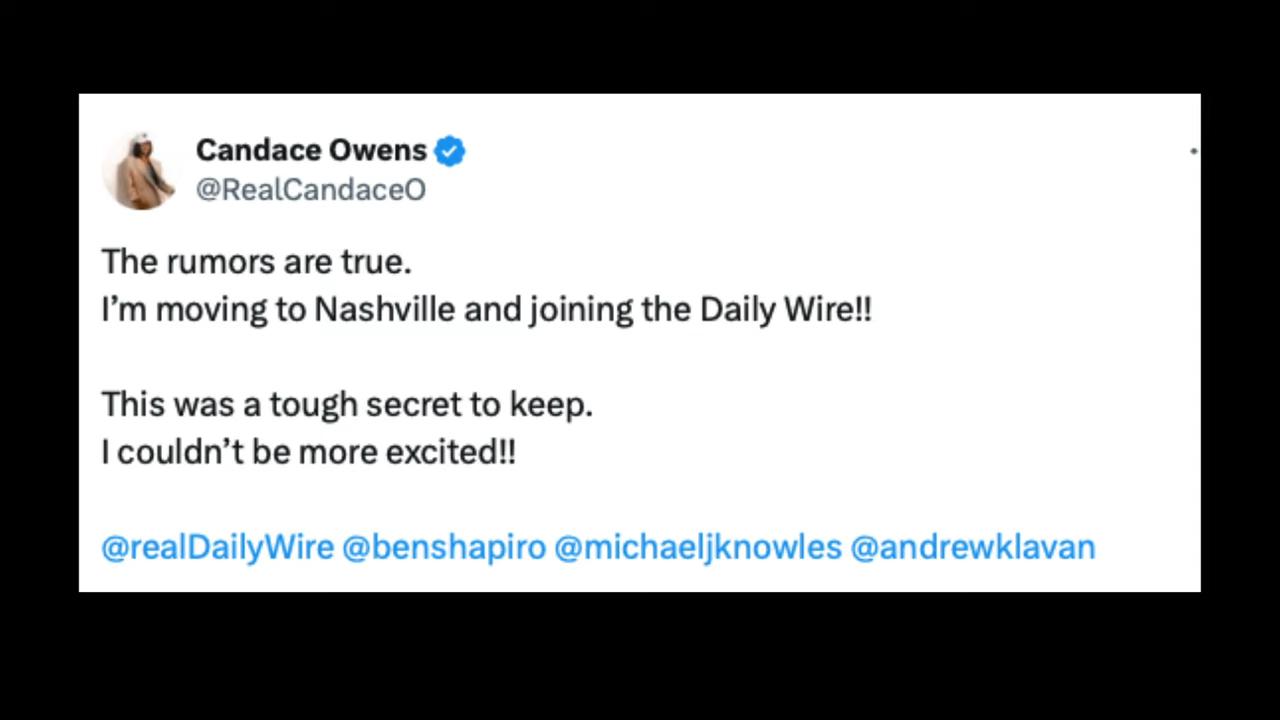 Candace Owens
@RealCandaceO
The rumors are true.
I’m moving to Nashville and joining the Daily Wire!!
This was a tough secret to keep.
I couldn’t be more excited!!
@realDailyWire @benshapiro @michaeljknowles @andrewklavan